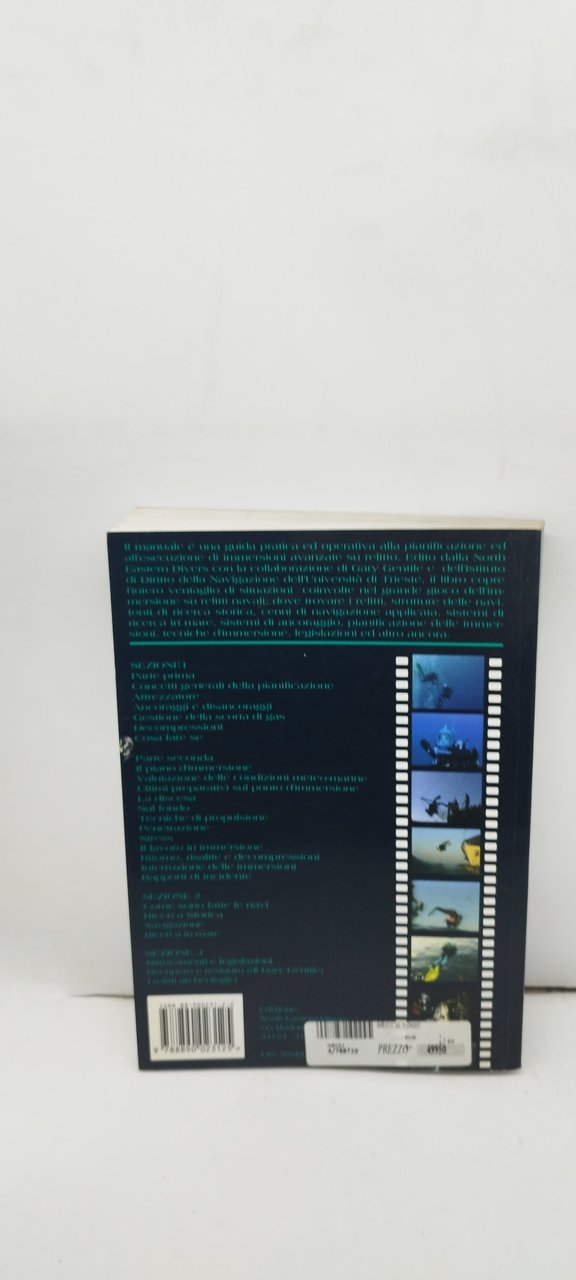 Il manuale è una guida pratica ed operativa alla pianificazione ed
all'esecuzione di immersioni avanzate su relitto. Edito dalla North
Eastern Divers con la collaborazione di Gary Gentile e dell'Istituto
di Diritto della Navigazione dell'Università di Trieste, il libro copre
l'intero ventaglio di situazioni coinvolte nel grande gioco dell'im-
mersione su relitti navali, dove trovare i relitti, strutture delle navi,
fonti di ricerca storica, cenni di navigazione applicata, sistemi di
ricerca in mare, sistemi di ancoraggio, pianificazione delle immer-
sioni, tecniche d'immersione, legislazioni ed altro ancora.
SEZIONE 1
Parte prima
Concetti generali della pianificazione
Attrezzature
Ancoraggi e disancoraggi
Gestione della scorta di gas
Decompressioni
Cosa fare se
Parte seconda
Il piano d'immersione
Valutazione delle condizioni meteo-marine
Ultimi preparativi sul punto d'immersione
La discesa
Sul fondo
Tecniche di propulsione
Penetrazione
Stress
Il lavoro in immersione
Ritorno, risalite e decompressioni
Interruzione delle immersioni
Rapporti di incidente
SEZIONE 2
Come sono fatte le navi
Ricerca Storica
Navigazione
Ricerca in mare
SEZIONE 3
Ritrovamenti e legislazioni
Recupero e restauro (di Gary Gentile)
I relitti archeologici
Edizione
9 788890 023125 >
PREZZO
49950